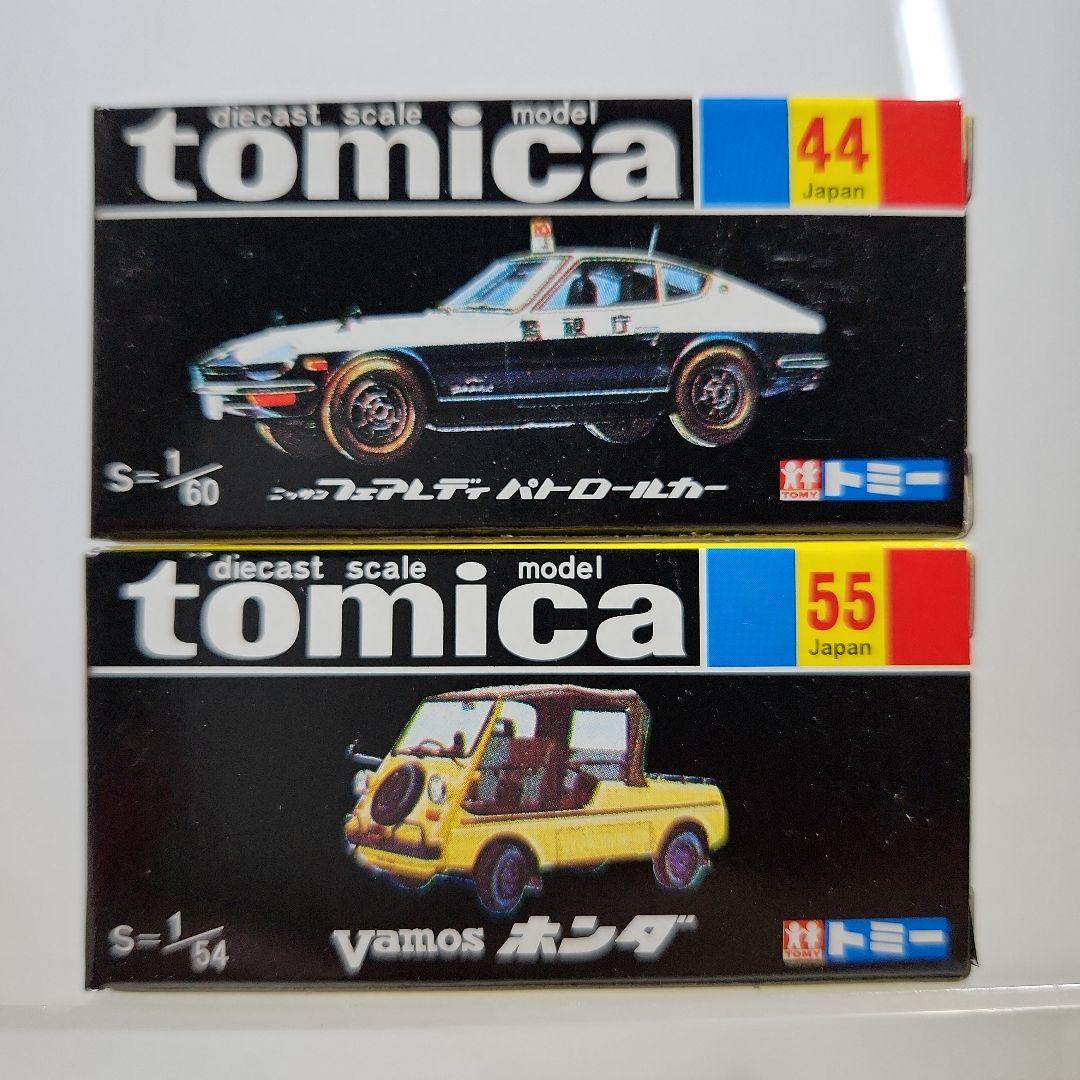 diecast scale model
tomica
44
Japan
警視庁
S=1/60
ニッサン フェアレディ パトロールカー
TOMY トミー
diecast scale model
tomica
55
Japan
S=1/54
Vamos ホンダ
TOMY トミー